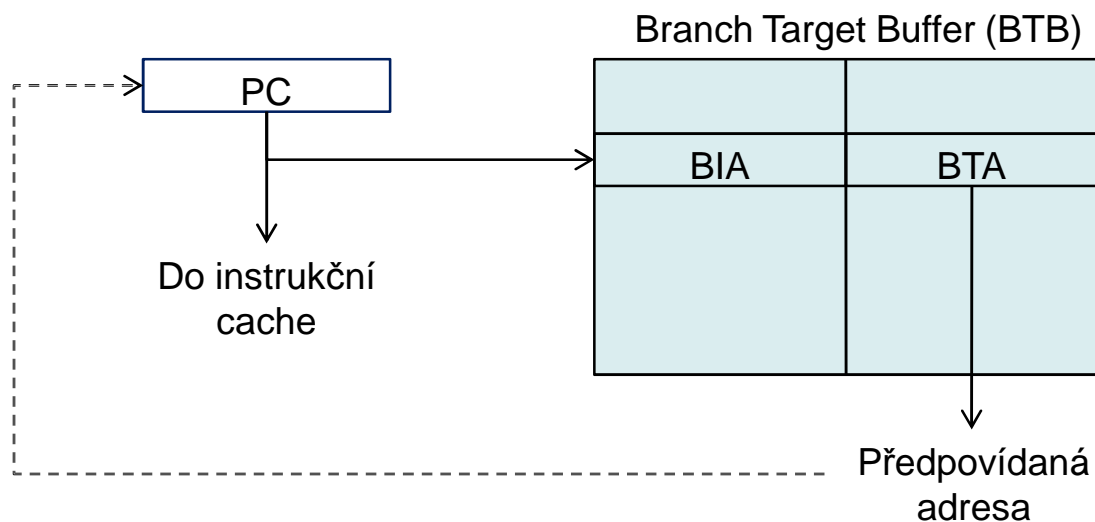 Branch Target Buffer (BTB)
PC
BIA
BTA
Do instrukční
cache
Předpovídaná
adresa